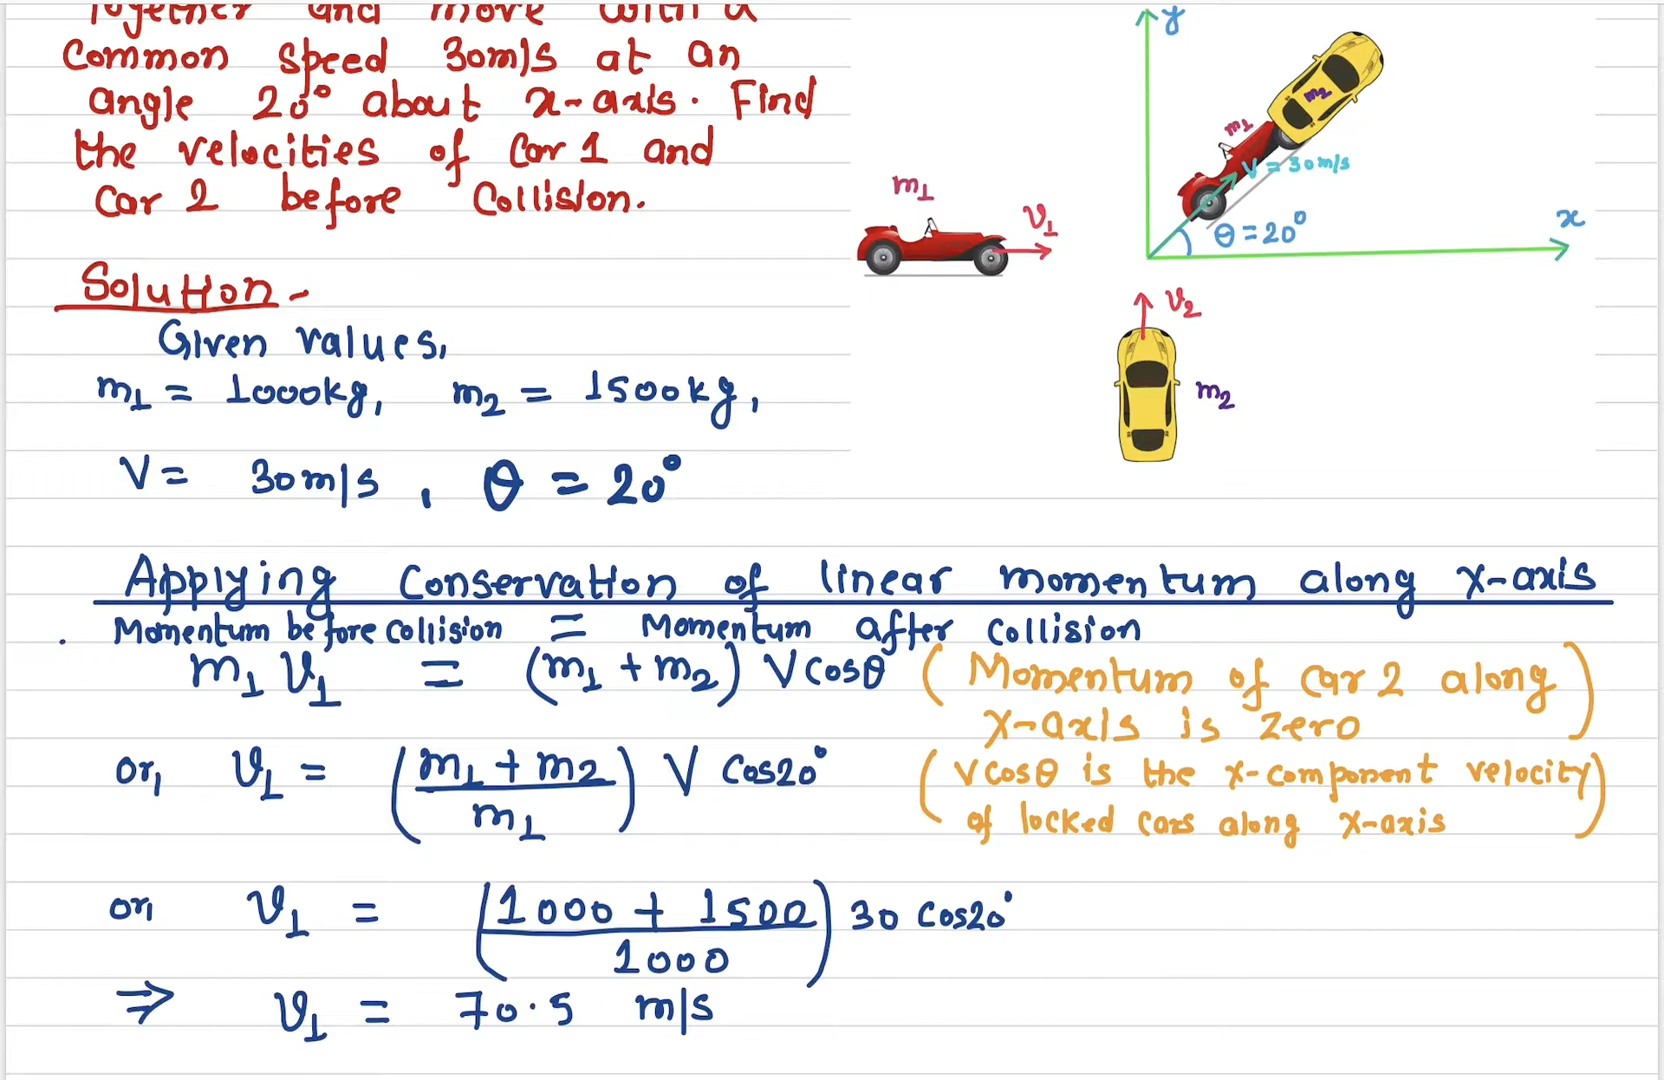 Together and move with a
Common speed 30m/s at an
angle 20° about x-axis. Find
the velocities of Car 1 and
Car 2 before Collision.
Solution -
Given values,
m1 = 1000kg, m2 = 1500kg,
V = 30m/s , θ = 20°
y
m2
m1
V = 30m/s
θ = 20°
x
m1
v1
v2
m2
Applying Conservation of linear momentum along X-axis
Momentum before collision = Momentum after collision
m1 v1 = (m1 + m2) V cosθ (Momentum of car 2 along
X-axis is zero)
or, v1 = (m1 + m2 / m1) V Cos20° (V cosθ is the x-component velocity
of locked cars along X-axis)
or, v1 = (1000 + 1500 / 1000) 30 Cos20°
⇒ v1 = 70.5 m/s